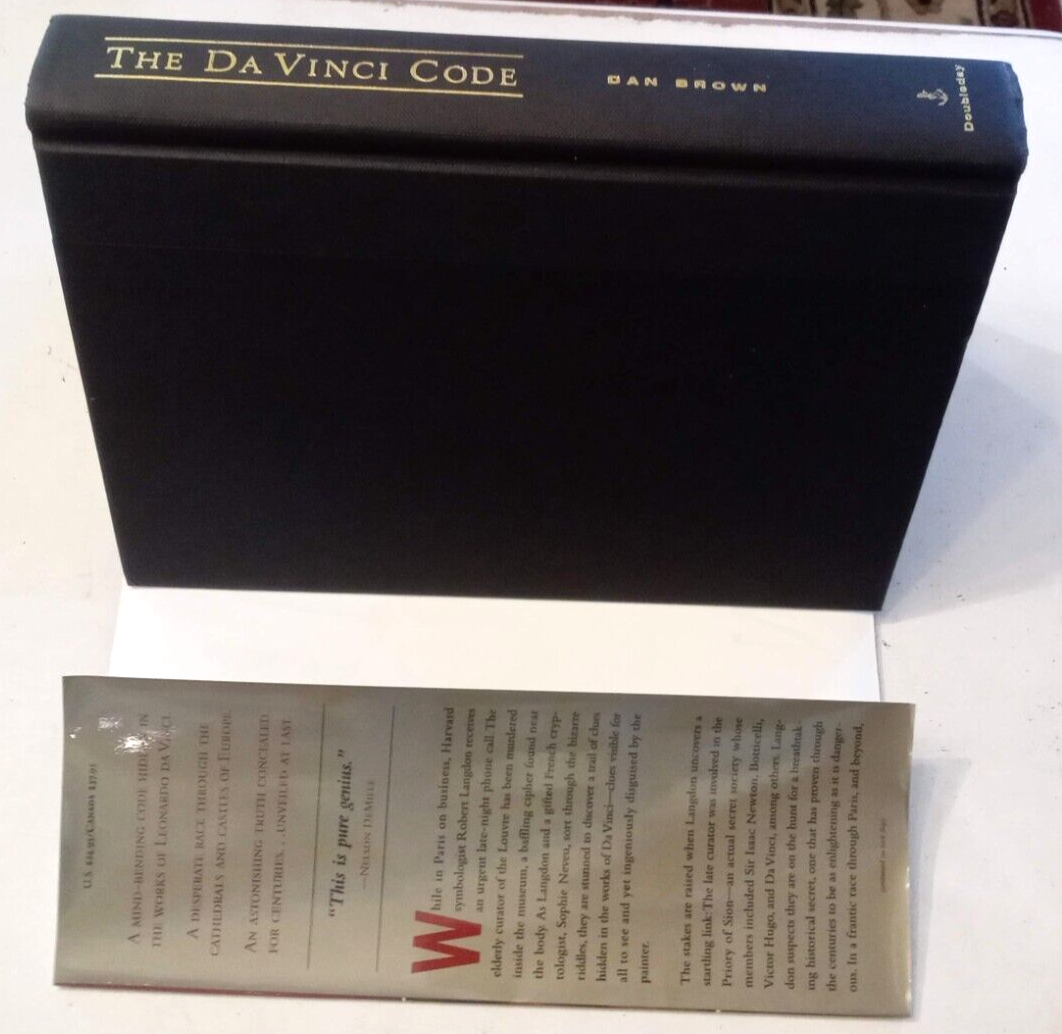 THE DA VINCI CODE
DAN BROWN
Doubleday
U.S. $24.95/Canada $37.95
A MIND-BENDING CODE HIDDEN IN
THE WORKS OF LEONARDO DA VINCI.
A DESPERATE RACE THROUGH THE
CATHEDRALS AND CASTLES OF EUROPE.
AN ASTONISHING TRUTH CONCEALED
FOR CENTURIES . . . UNVEILED AT LAST.
“This is pure genius.”
—NELSON DEMILLE
While in Paris on business, Harvard
symbologist Robert Langdon receives
an urgent late-night phone call. The
elderly curator of the Louvre has been murdered
inside the museum, a baffling cipher found near
the body. As Langdon and a gifted French cryp-
tologist, Sophie Neveu, sort through the bizarre
riddles, they are stunned to discover a trail of clues
hidden in the works of Da Vinci—clues visible for
all to see and yet ingeniously disguised by the
painter.
The stakes are raised when Langdon uncovers a
startling link: The late curator was involved in the
Priory of Sion—an actual secret society whose
members included Sir Isaac Newton, Botticelli,
Victor Hugo, and Da Vinci, among others. Lang-
don suspects they are on the hunt for a breathtak-
ing historical secret, one that has proven through
the centuries to be as enlightening as it is danger-
ous. In a frantic race through Paris, and beyond,